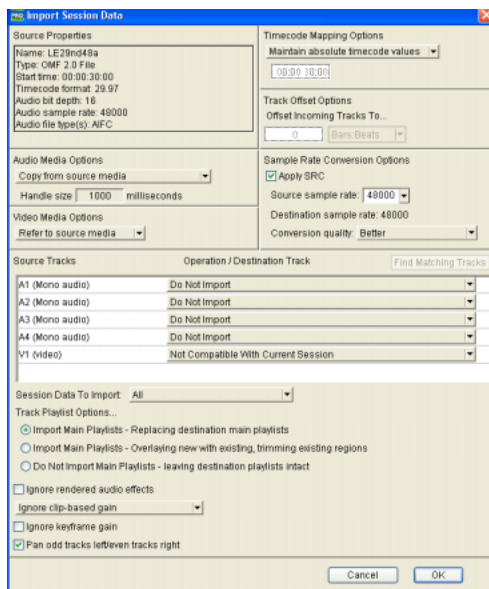 PRO Import Session Data
Source Properties
Name: LE29nd48a
Type: OMF 2.0 File
Start time: 00:00:30:00
Timecode format: 29.97
Audio bit depth: 16
Audio sample rate: 48000
Audio file type(s): AIFC
Timecode Mapping Options
Maintain absolute timecode values
00:00:30:00
Track Offset Options
Offset Incoming Tracks To...
0 Bars:Beats
Audio Media Options
Copy from source media
Handle size 1000 milliseconds
Video Media Options
Refer to source media
Sample Rate Conversion Options
Apply SRC
Source sample rate: 48000
Destination sample rate: 48000
Conversion quality: Better
Source Tracks Operation / Destination Track Find Matching Tracks
A1 (Mono audio) Do Not Import
A2 (Mono audio) Do Not Import
A3 (Mono audio) Do Not Import
A4 (Mono audio) Do Not Import
V1 (video) Not Compatible With Current Session
Session Data To Import: All
Track Playlist Options...
Import Main Playlists - Replacing destination main playlists
Import Main Playlists - Overlaying new with existing, trimming existing regions
Do Not Import Main Playlists - leaving destination playlists intact
Ignore rendered audio effects
Ignore clip-based gain
Ignore keyframe gain
Pan odd tracks left/even tracks right
Cancel OK